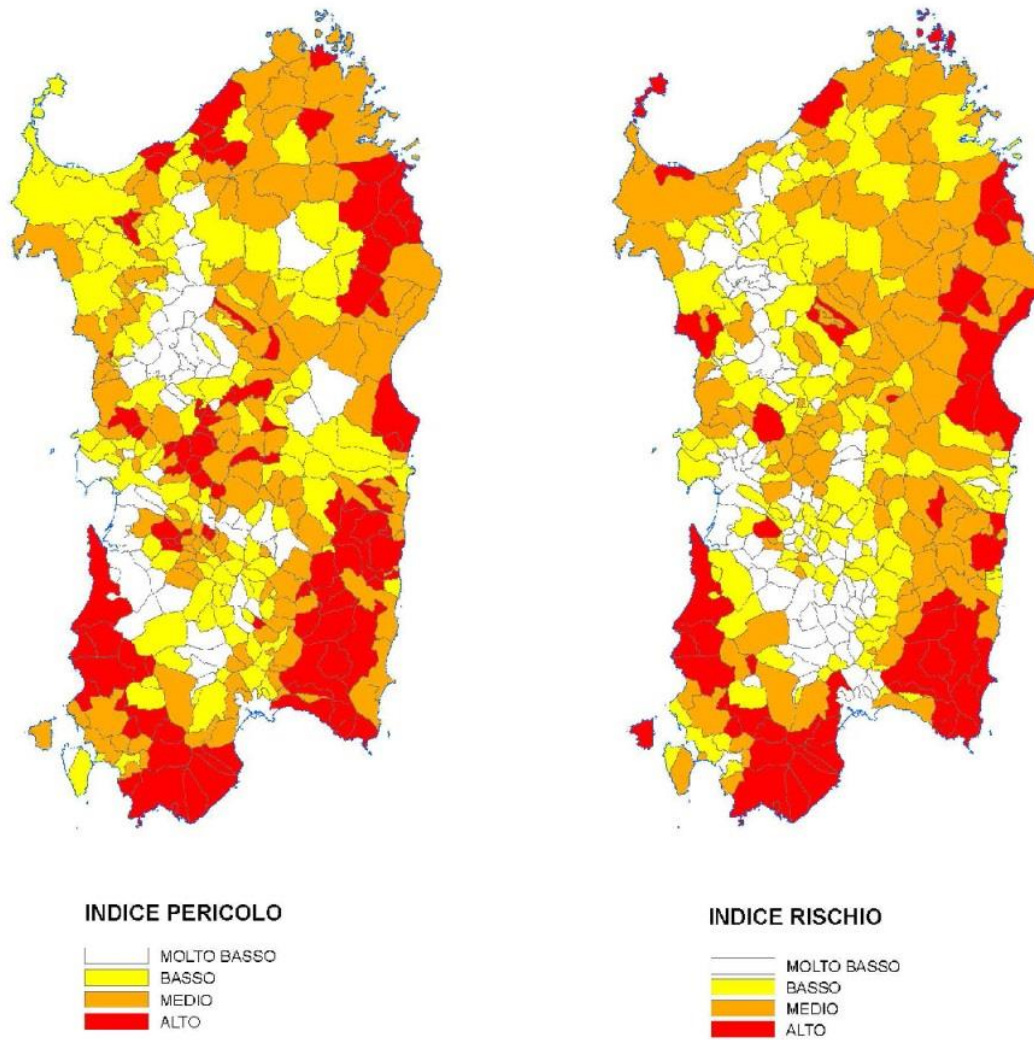 INDICE PERICOLO
MOLTO BASSO
BASSO
MEDIO
ALTO
INDICE RISCHIO
MOLTO BASSO
BASSO
MEDIO
ALTO